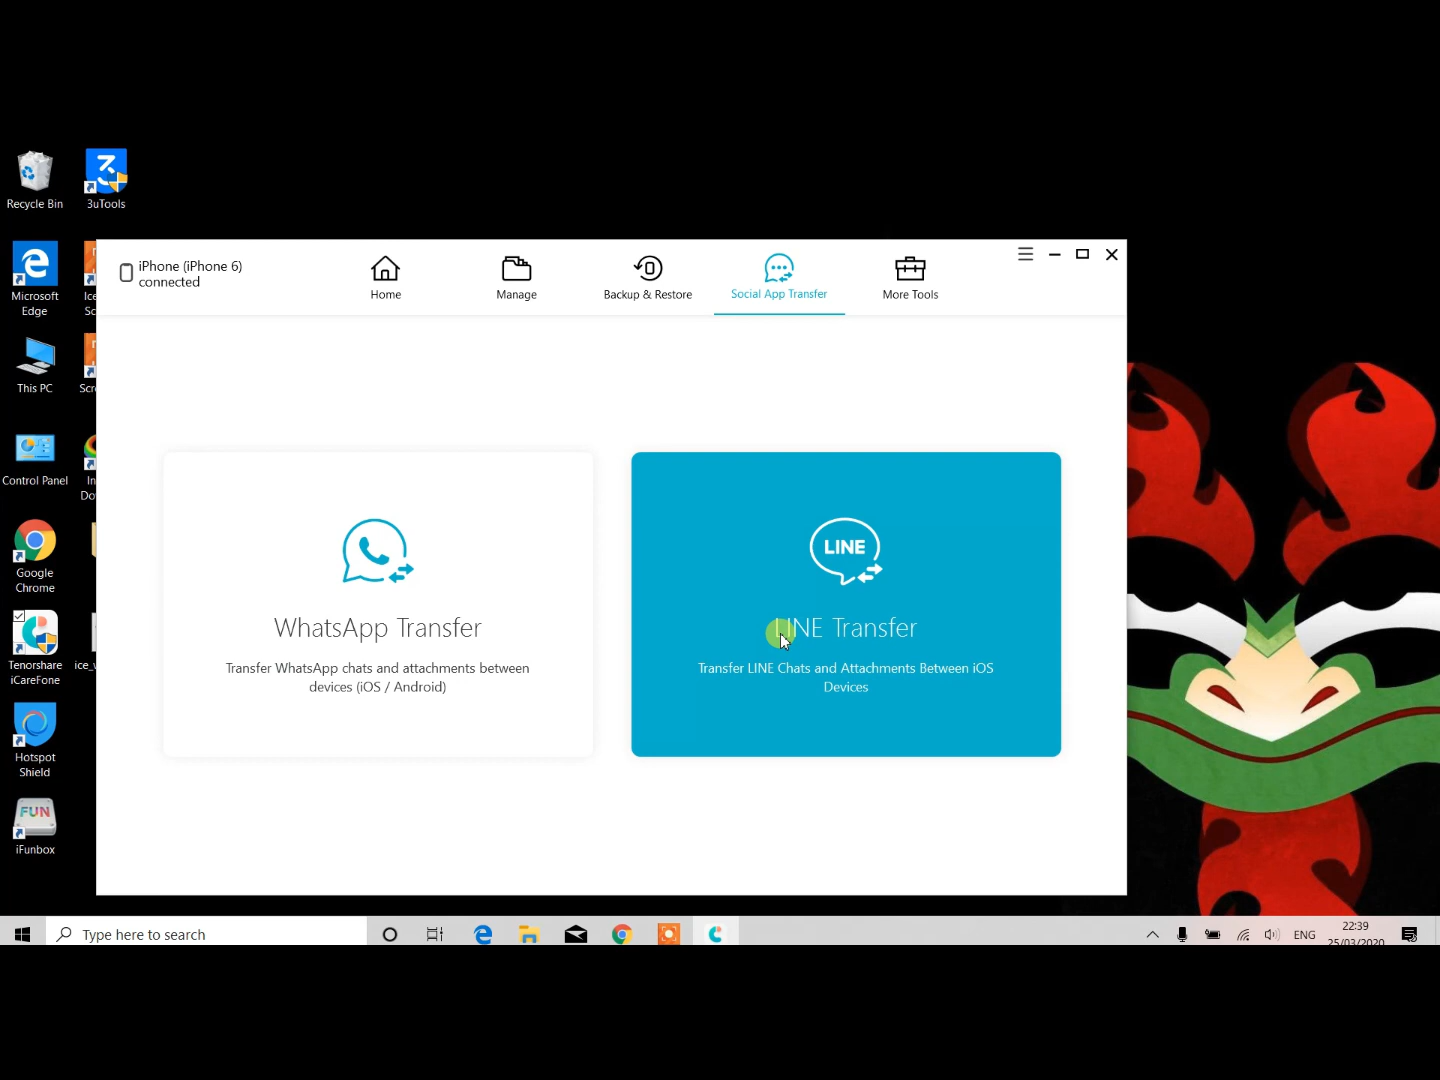 Recycle Bin
3uTools
Microsoft
Edge
This PC
Control Panel
Google
Chrome
Tenorshare
iCareFone
Hotspot
Shield
FUN
iFunbox
iPhone (iPhone 6)
connected
Home
Manage
Backup & Restore
Social App Transfer
More Tools
WhatsApp Transfer
Transfer WhatsApp chats and attachments between
devices (iOS / Android)
LINE
LINE Transfer
Transfer LINE Chats and Attachments Between iOS
Devices
Type here to search
ENG
22:39
25/03/2020